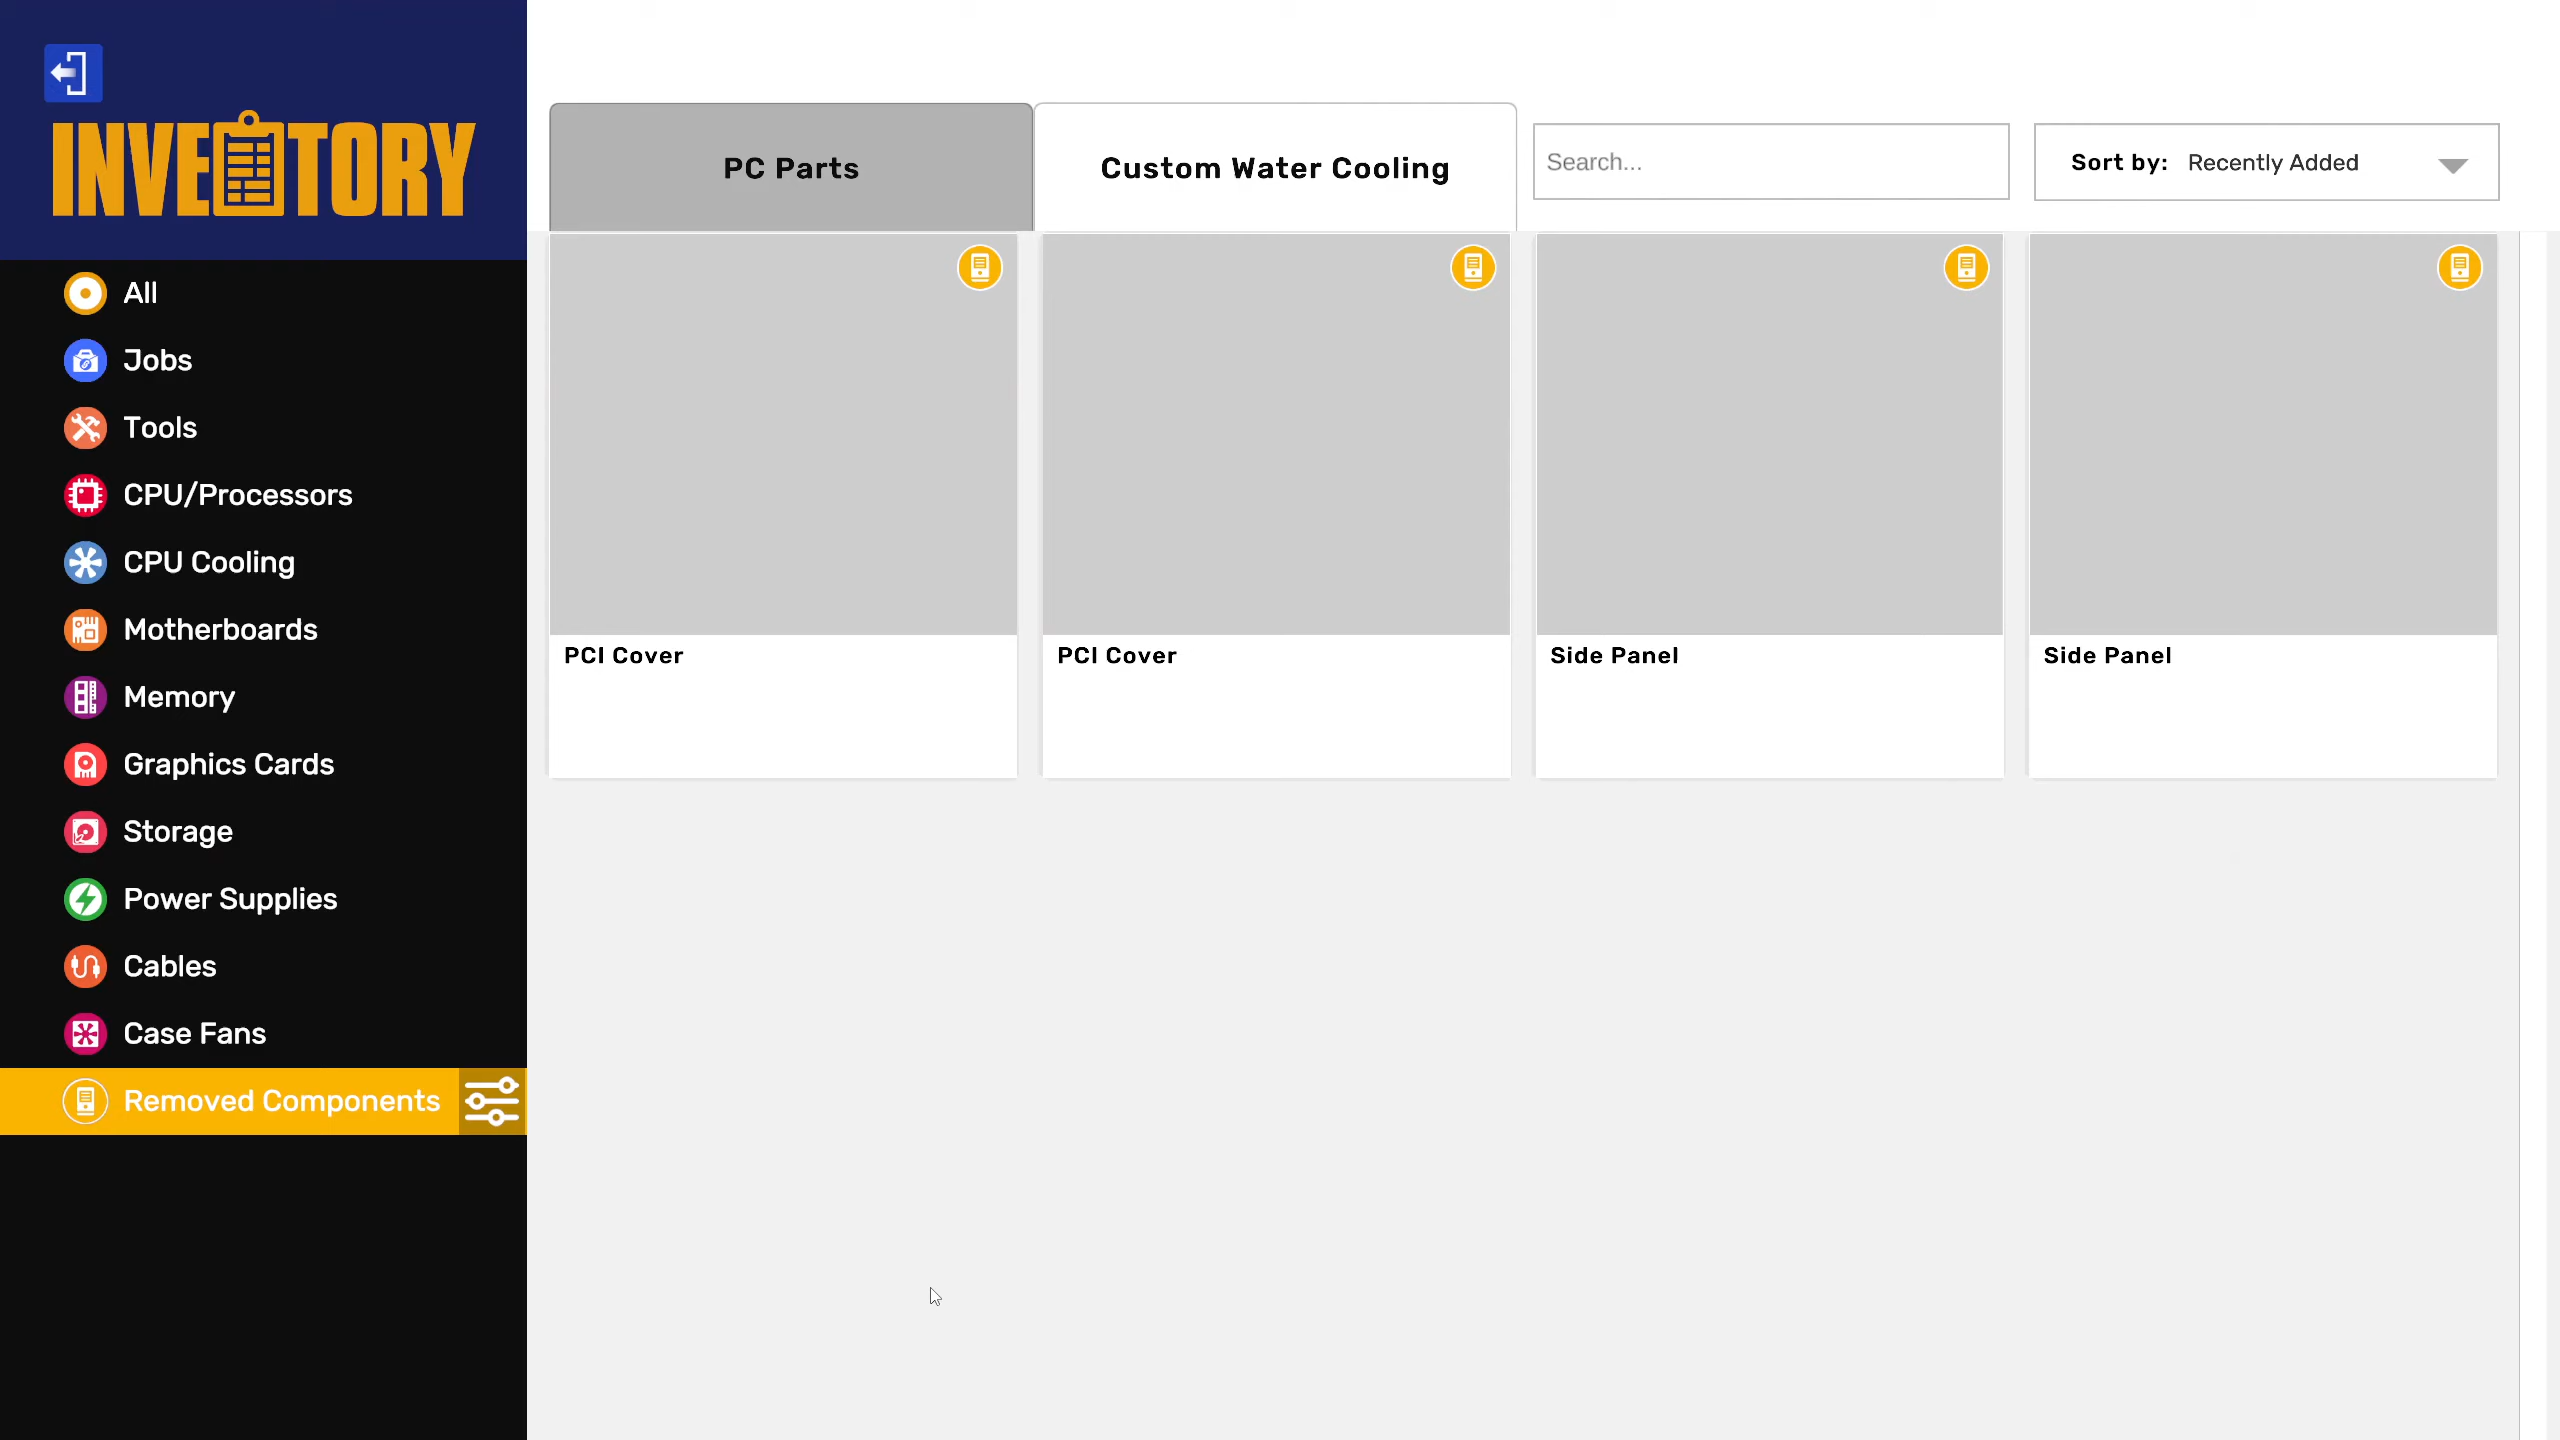 INVENTORY
All
Jobs
Tools
CPU/Processors
CPU Cooling
Motherboards
Memory
Graphics Cards
Storage
Power Supplies
Cables
Case Fans
Removed Components
PC Parts
Custom Water Cooling
Search...
Sort by: Recently Added
PCI Cover
PCI Cover
Side Panel
Side Panel